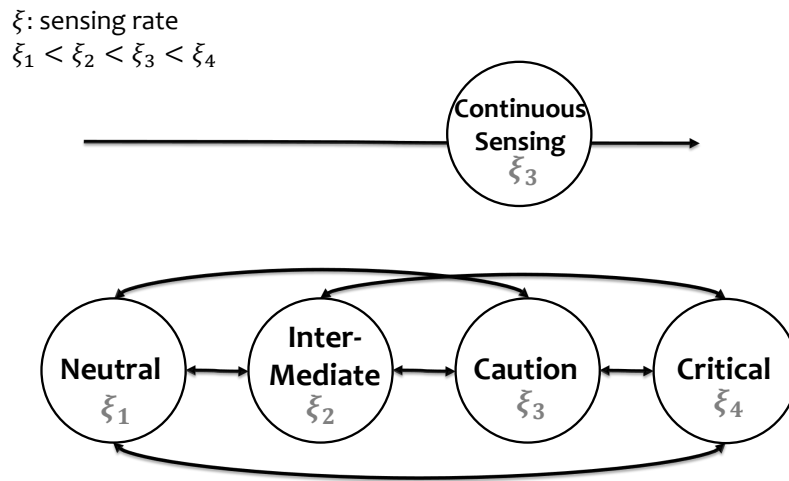 ξ: sensing rate
ξ₁ < ξ₂ < ξ₃ < ξ₄
Continuous
Sensing
ξ₃
Neutral
ξ₁
Inter-
Mediate
ξ₂
Caution
ξ₃
Critical
ξ₄